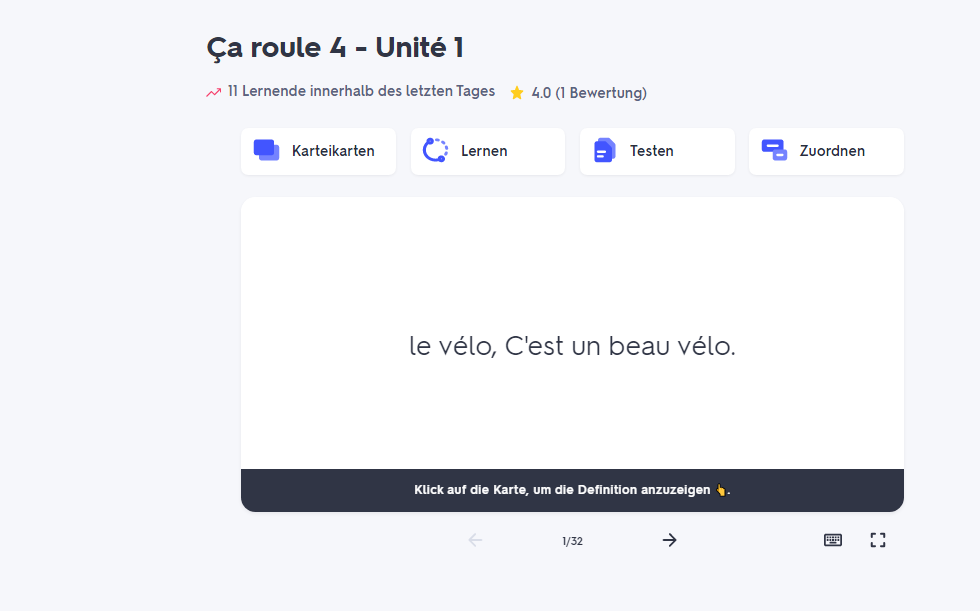 Ça roule 4 - Unité 1
11 Lernende innerhalb des letzten Tages 4.0 (1 Bewertung)
Karteikarten Lernen Testen Zuordnen
le vélo, C'est un beau vélo.
Klick auf die Karte, um die Definition anzuzeigen 👆.
1/32